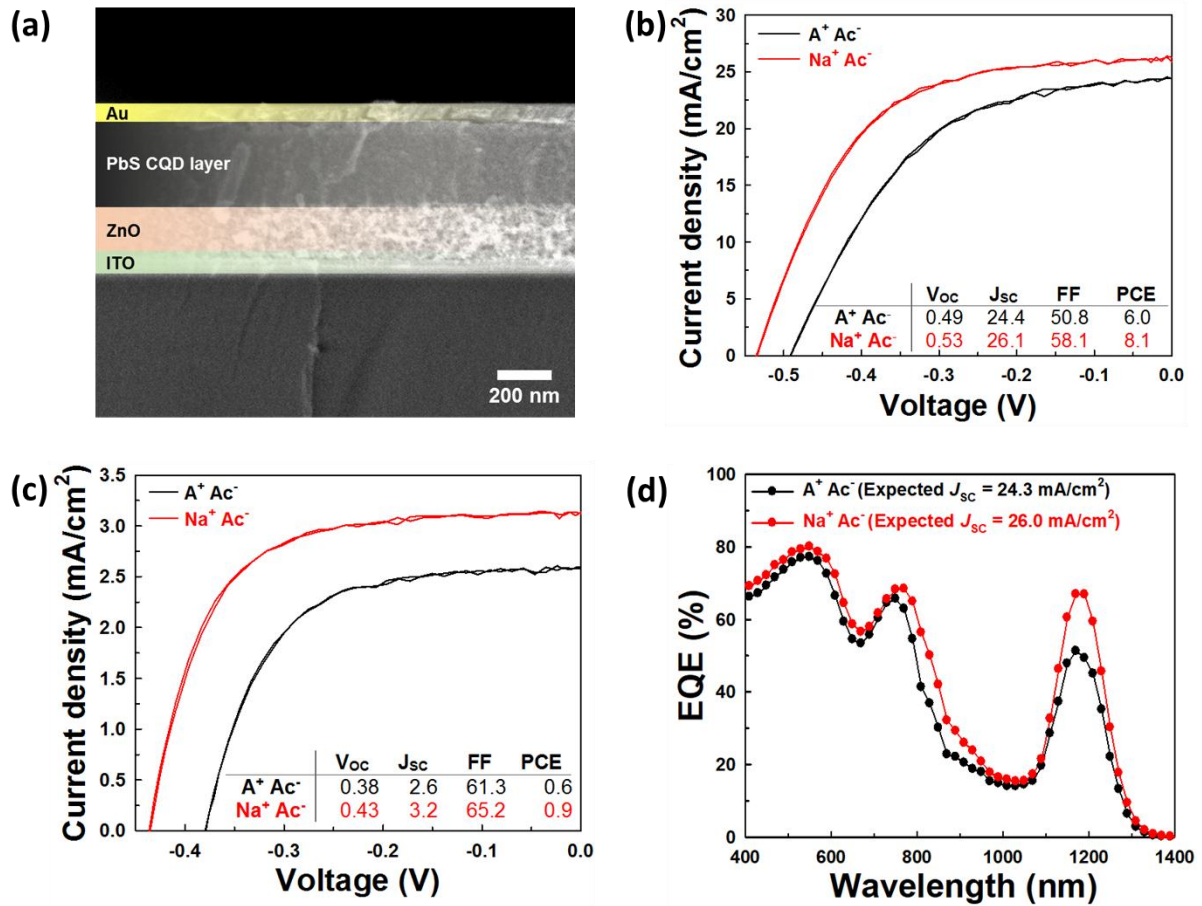 (a)
Au
PbS CQD layer
ZnO
ITO
200 nm
(b)
A⁺ Ac⁻
Na⁺ Ac⁻
Current density (mA/cm²)
30
25
20
15
10
5
0
V_OC J_SC FF PCE
A⁺ Ac⁻ 0.49 24.4 50.8 6.0
Na⁺ Ac⁻ 0.53 26.1 58.1 8.1
-0.5 -0.4 -0.3 -0.2 -0.1 0.0
Voltage (V)
(c)
A⁺ Ac⁻
Na⁺ Ac⁻
Current density (mA/cm²)
3.5
3.0
2.5
2.0
1.5
1.0
0.5
0.0
V_OC J_SC FF PCE
A⁺ Ac⁻ 0.38 2.6 61.3 0.6
Na⁺ Ac⁻ 0.43 3.2 65.2 0.9
-0.4 -0.3 -0.2 -0.1 0.0
Voltage (V)
(d)
A⁺ Ac⁻ (Expected J_SC = 24.3 mA/cm²)
Na⁺ Ac⁻ (Expected J_SC = 26.0 mA/cm²)
EQE (%)
100
80
60
40
20
0
400 600 800 1000 1200 1400
Wavelength (nm)